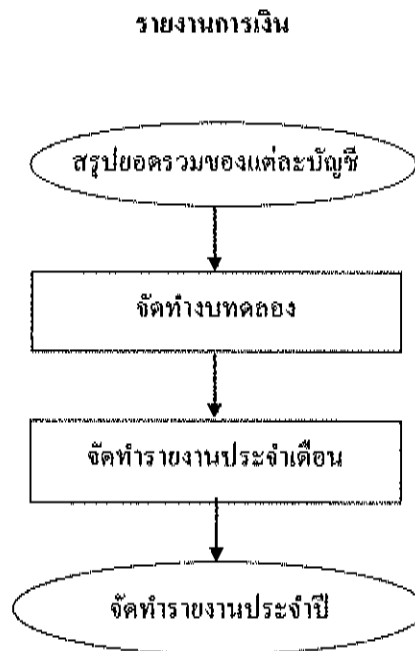 รายงานการเงิน
สรุปยอดรวมของแต่ละบัญชี
จัดทำงบทดลอง
จัดทำรายงานประจำเดือน
จัดทำรายงานประจำปี